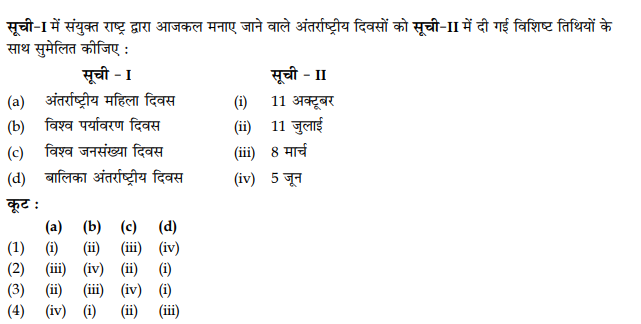 सूची-I में संयुक्त राष्ट्र द्वारा आजकल मनाए जाने वाले अंतर्राष्ट्रीय दिवसों को सूची-II में दी गई विशिष्ट तिथियों के
साथ सुमेलित कीजिए :
सूची - I सूची - II
(a) अंतर्राष्ट्रीय महिला दिवस (i) 11 अक्टूबर
(b) विश्व पर्यावरण दिवस (ii) 11 जुलाई
(c) विश्व जनसंख्या दिवस (iii) 8 मार्च
(d) बालिका अंतर्राष्ट्रीय दिवस (iv) 5 जून
कूट :
(a) (b) (c) (d)
(1) (i) (ii) (iii) (iv)
(2) (iii) (iv) (ii) (i)
(3) (ii) (iii) (iv) (i)
(4) (iv) (i) (ii) (iii)